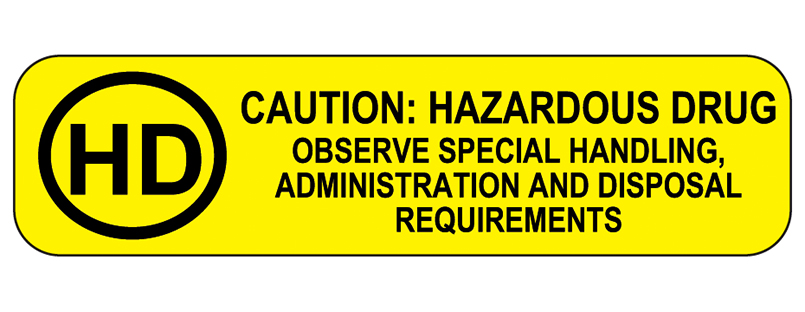 HD
CAUTION: HAZARDOUS DRUG
OBSERVE SPECIAL HANDLING,
ADMINISTRATION AND DISPOSAL
REQUIREMENTS